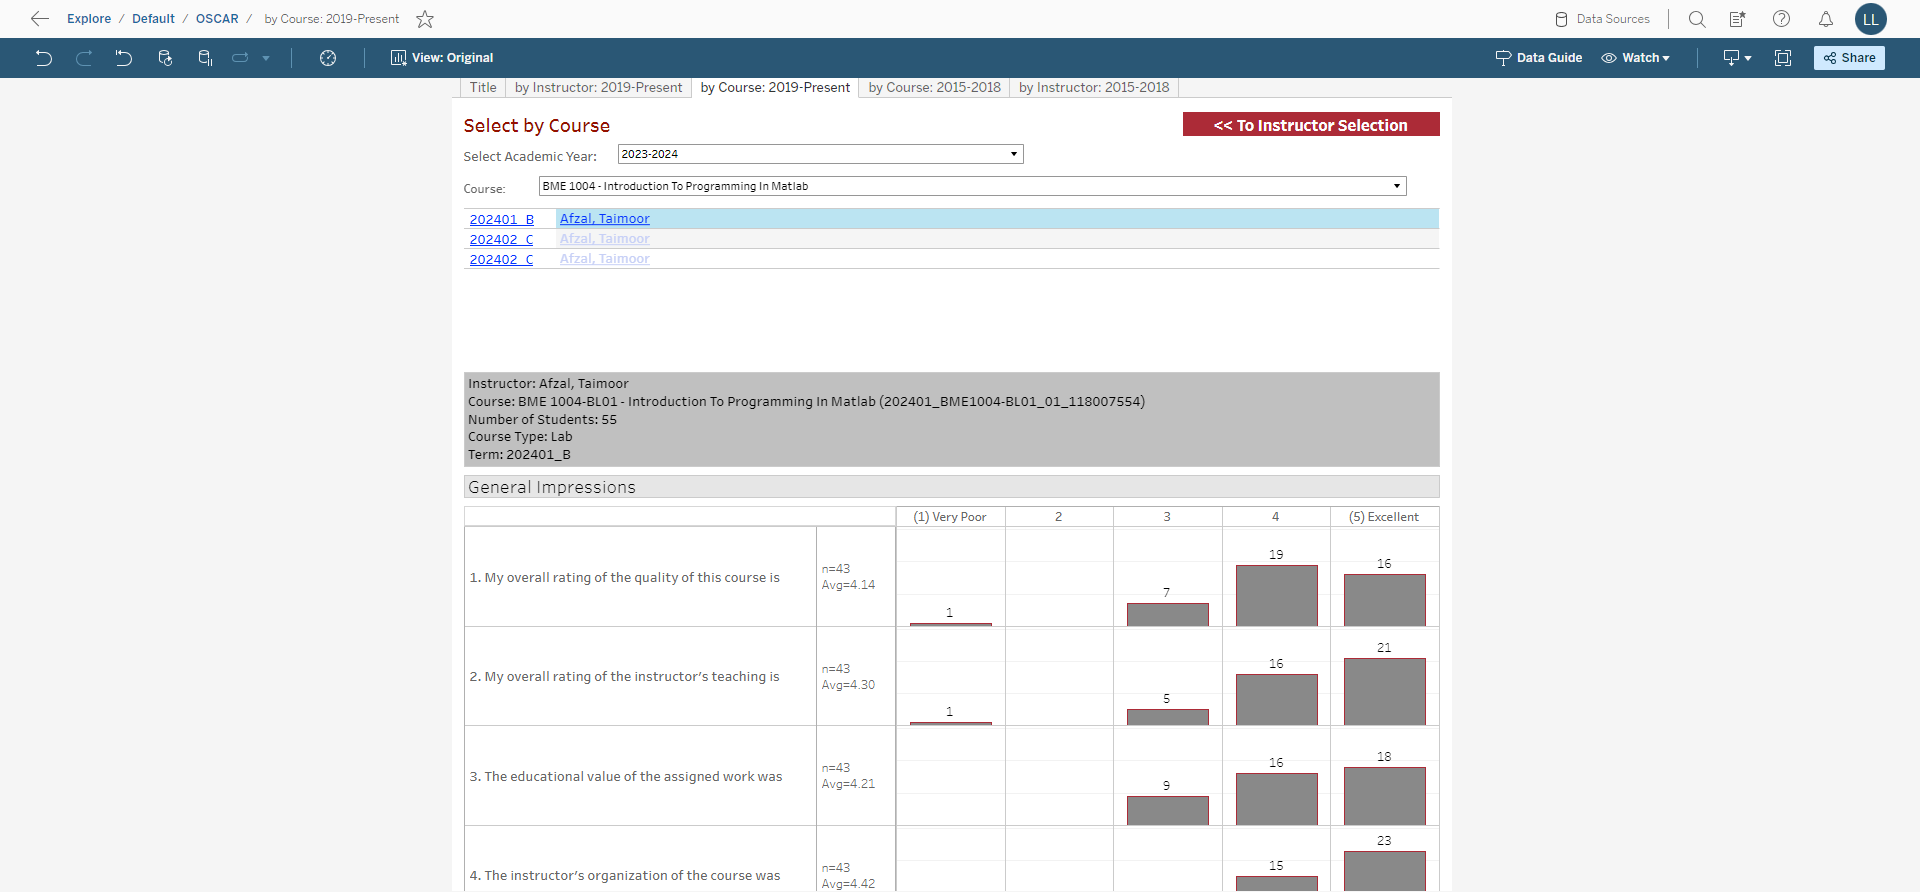 Explore / Default / OSCAR / by Course: 2019-Present
Data Sources
LL
View: Original
Data Guide
Watch
Share
Title
by Instructor: 2019-Present
by Course: 2019-Present
by Course: 2015-2018
by Instructor: 2015-2018
Select by Course
<< To Instructor Selection
Select Academic Year:
2023-2024
Course:
BME 1004 - Introduction To Programming In Matlab
202401_B Afzal, Taimoor
202402_C Afzal, Taimoor
202402_C Afzal, Taimoor
Instructor: Afzal, Taimoor
Course: BME 1004-BL01 - Introduction To Programming In Matlab (202401_BME1004-BL01_01_118007554)
Number of Students: 55
Course Type: Lab
Term: 202401_B
General Impressions
(1) Very Poor 2 3 4 (5) Excellent
1. My overall rating of the quality of this course is
n=43
Avg=4.14
1 7 19 16
2. My overall rating of the instructor's teaching is
n=43
Avg=4.30
1 5 16 21
3. The educational value of the assigned work was
n=43
Avg=4.21
9 16 18
4. The instructor's organization of the course was
n=43
Avg=4.42
15 23